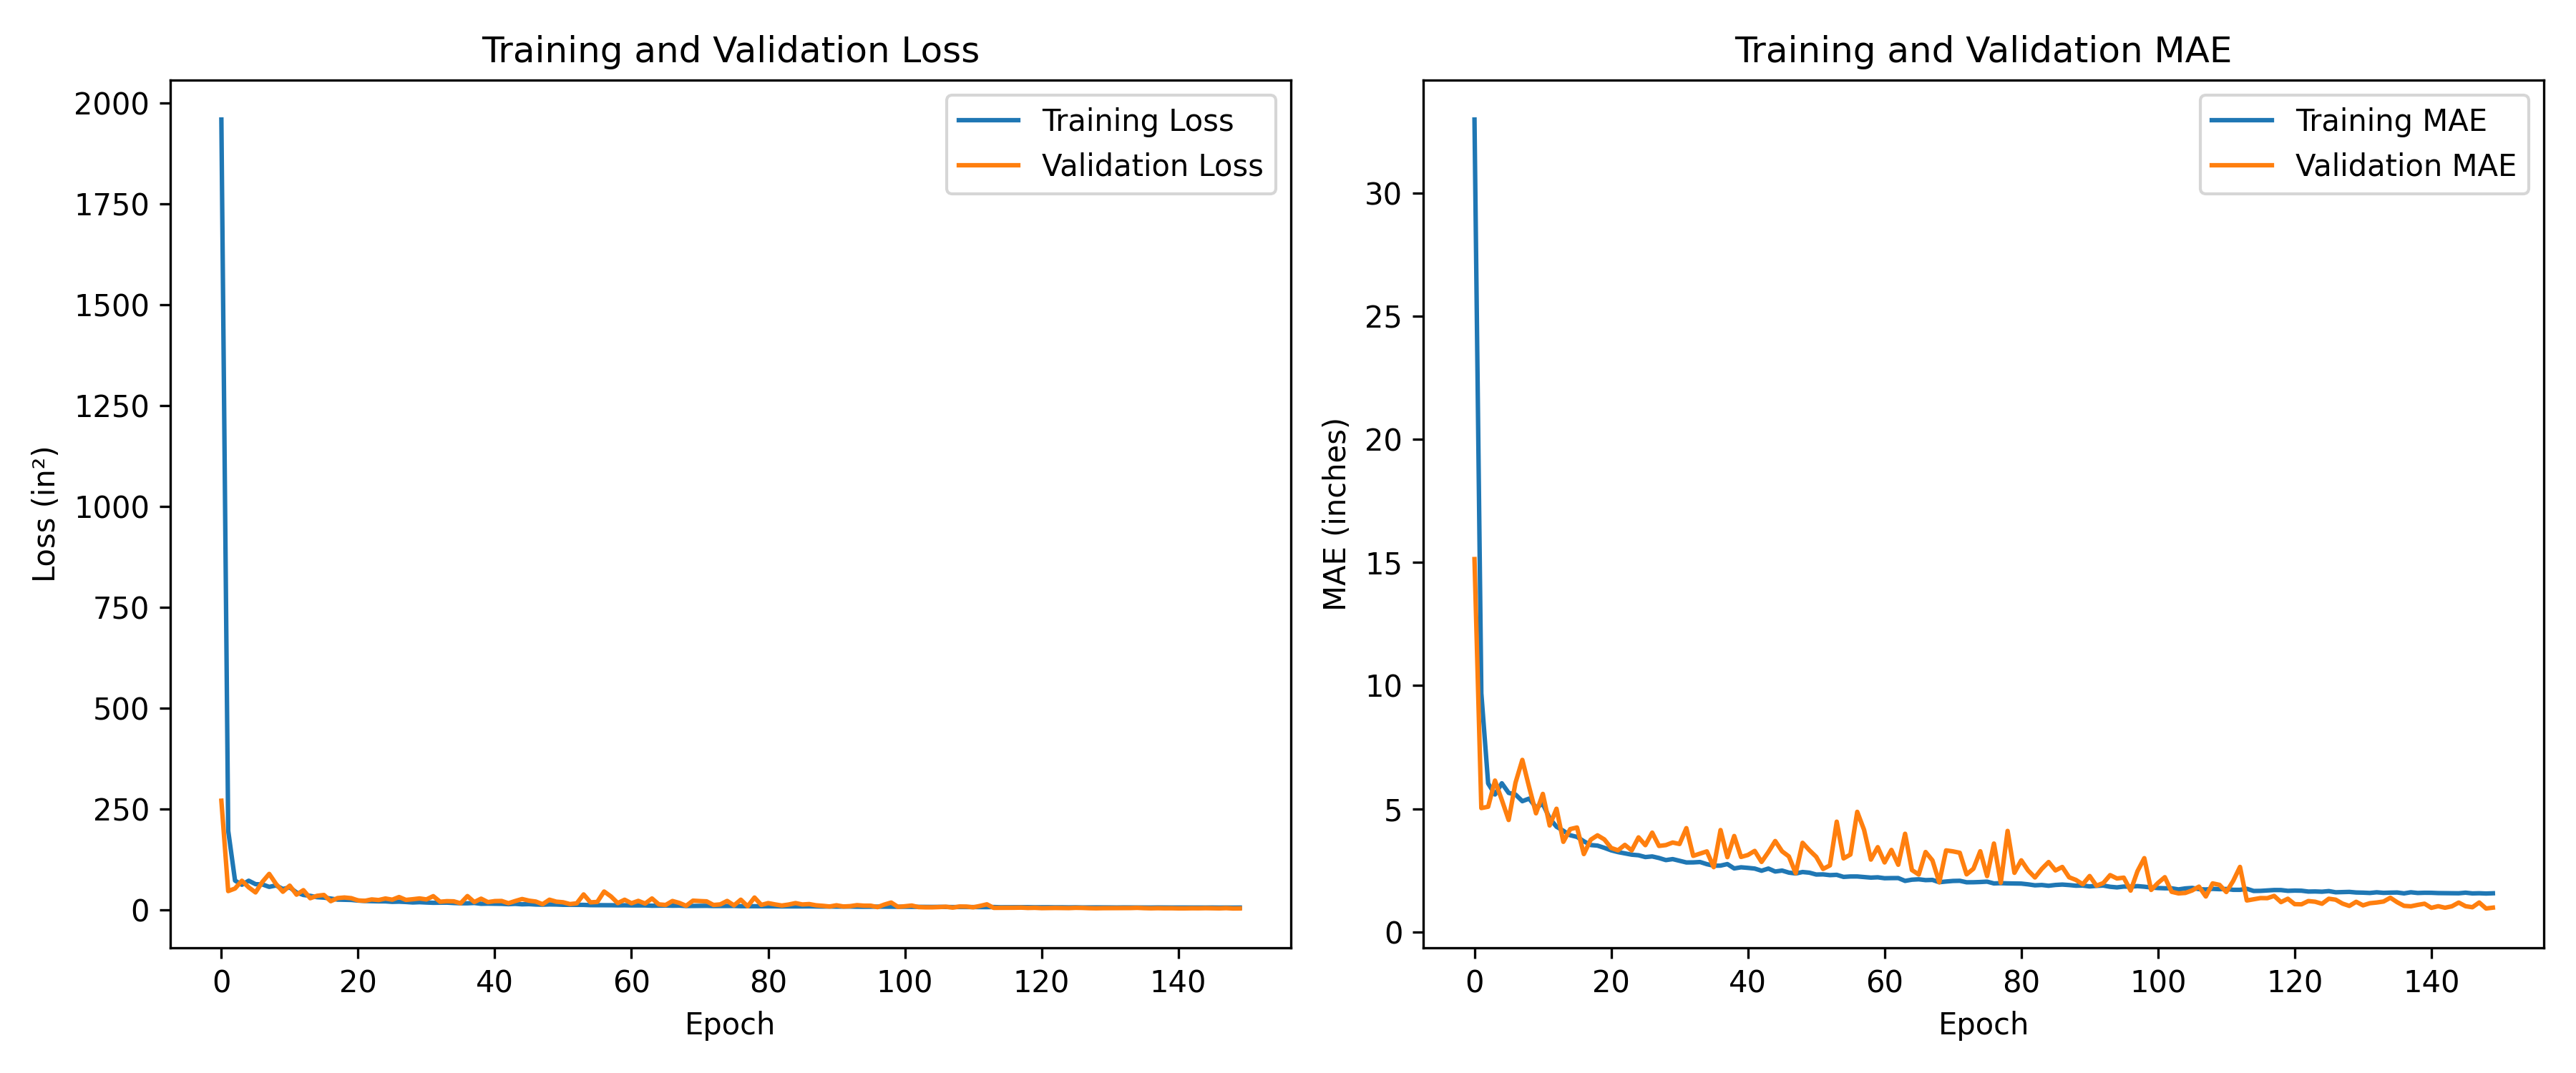 Training and Validation Loss
2000
1750
1500
1250
1000
750
500
250
0
Loss (in²)
0 20 40 60 80 100 120 140
Epoch
Training Loss
Validation Loss
Training and Validation MAE
30
25
20
15
10
5
0
MAE (inches)
0 20 40 60 80 100 120 140
Epoch
Training MAE
Validation MAE